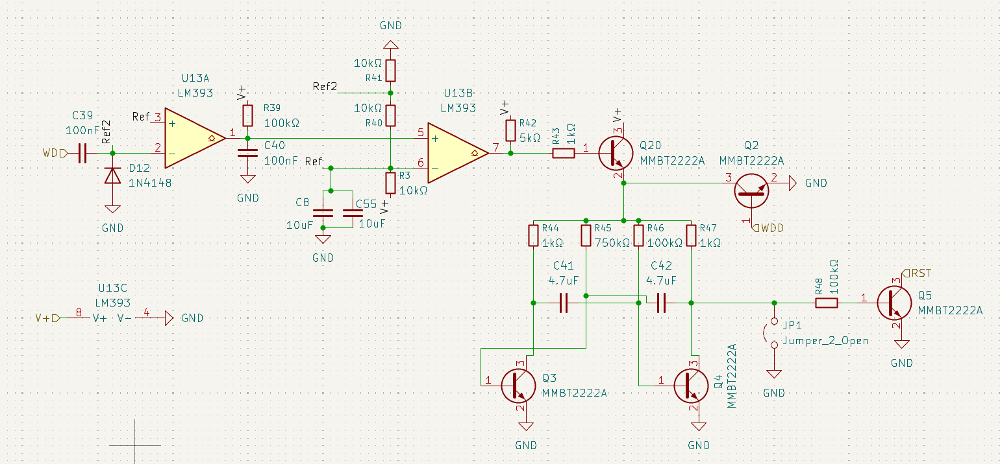 GND
10kΩ
R41
U13A
LM393
V+
Ref2
U13B
LM393
R39
100kΩ
C39
100nF
Ref2
Ref
3
+
2
−
1
10kΩ
R40
V+
V+
WD
D12
1N4148
C40
100nF
5
+
6
−
7
R42
5kΩ
R43
1kΩ
1
3
2
Q20
MMBT2222A
Q2
MMBT2222A
3
2
GND
1
WDD
Ref
R3
10kΩ
V+
GND
GND
C8
10uF
C55
10uF
GND
R44
1kΩ
R45
750kΩ
R46
100kΩ
R47
1kΩ
C41
4.7uF
C42
4.7uF
R48
100kΩ
RST
3
1
2
Q5
MMBT2222A
GND
U13C
LM393
V+
8
V+
V−
4
GND
JP1
Jumper_2_Open
GND
3
1
2
Q3
MMBT2222A
GND
3
1
2
Q4
MMBT2222A
GND